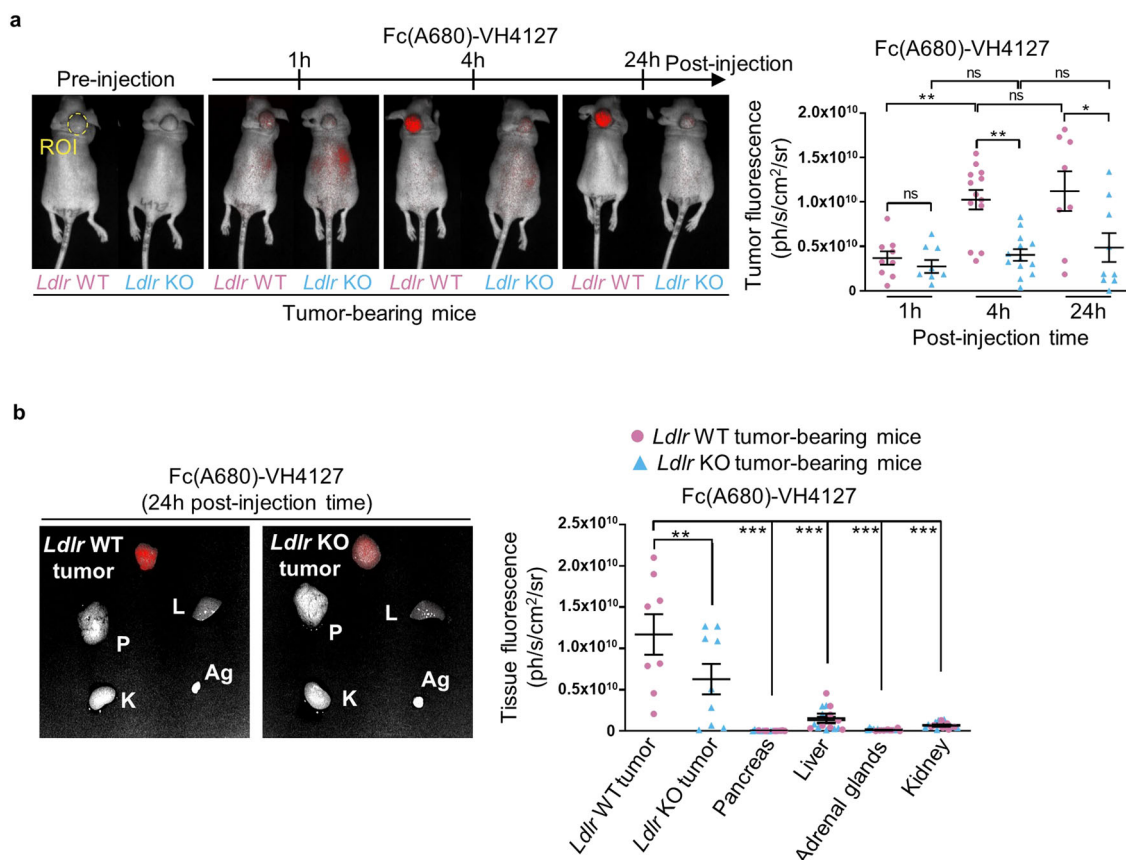 a
Fc(A680)-VH4127
Pre-injection
1h
4h
24h
Post-injection
ROI
Ldlr WT
Ldlr KO
Ldlr WT
Ldlr KO
Ldlr WT
Ldlr KO
Ldlr WT
Ldlr KO
Tumor-bearing mice
Fc(A680)-VH4127
ns
ns
**
ns
*
**
ns
Tumor fluorescence
(ph/s/cm²/sr)
2.0x10¹⁰
1.5x10¹⁰
1.0x10¹⁰
0.5x10¹⁰
0
1h
4h
24h
Post-injection time
b
Fc(A680)-VH4127
(24h post-injection time)
Ldlr WT
tumor
L
P
Ag
K
Ldlr KO
tumor
L
P
Ag
K
Ldlr WT tumor-bearing mice
Ldlr KO tumor-bearing mice
Fc(A680)-VH4127
**
***
***
***
***
Tissue fluorescence
(ph/s/cm²/sr)
2.5x10¹⁰
2.0x10¹⁰
1.5x10¹⁰
1.0x10¹⁰
0.5x10¹⁰
0
Ldlr WT tumor
Ldlr KO tumor
Pancreas
Liver
Adrenal glands
Kidney